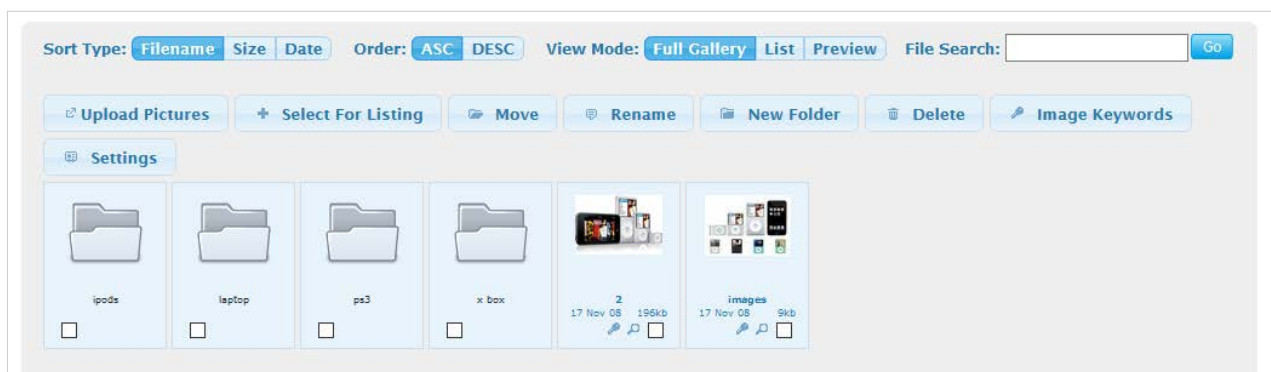 Sort Type: Filename Size Date Order: ASC DESC View Mode: Full Gallery List Preview File Search: Go
Upload Pictures Select For Listing Move Rename New Folder Delete Image Keywords
Settings
ipods laptop ps3 x box 2 images
17 Nov 08 196kb 17 Nov 08 9kb